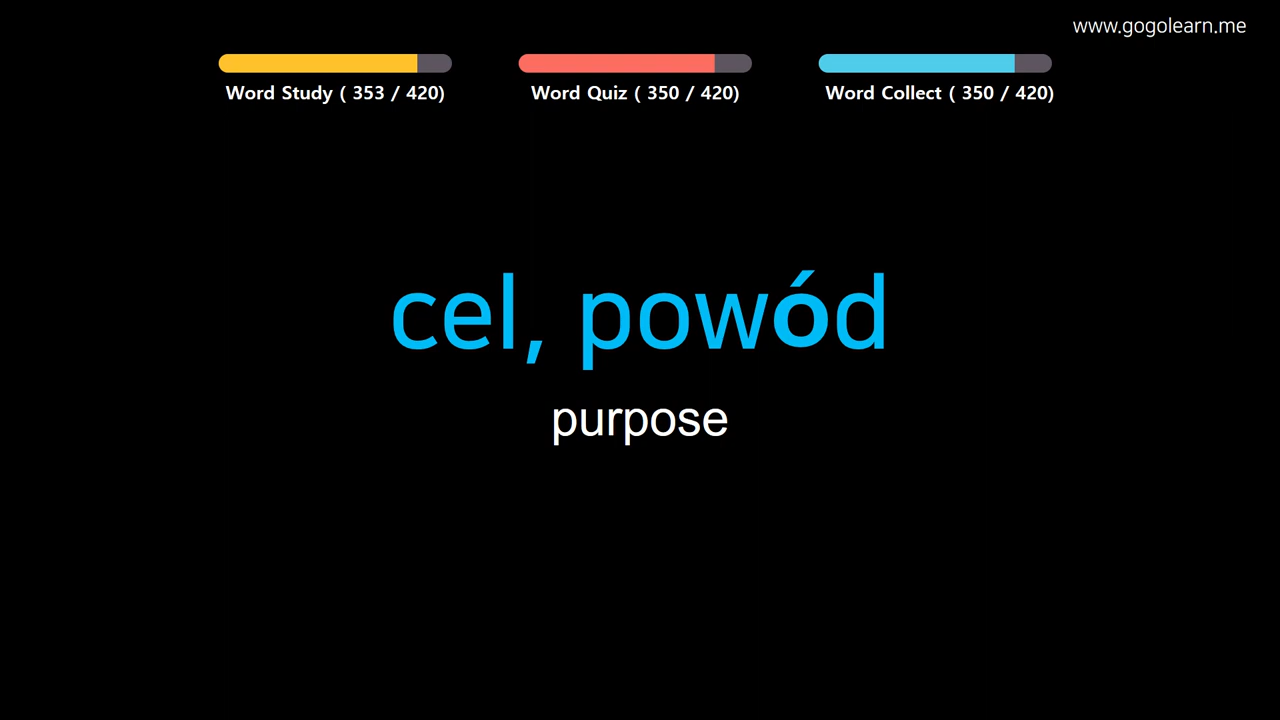 www.gogolearn.me
Word Study ( 353 / 420)
Word Quiz ( 350 / 420)
Word Collect ( 350 / 420)
cel, powód
purpose